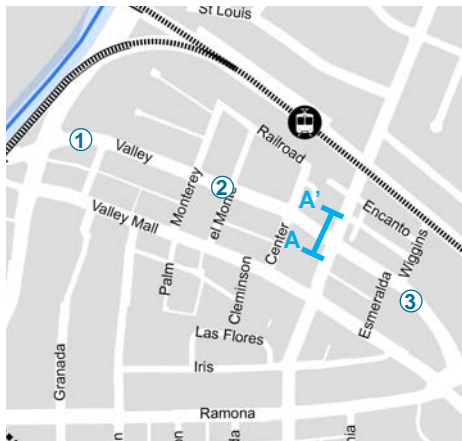 St Louis
1
Valley
Railroad
Monterey
2
el Monte
A'
Encanto
Valley Mall
A
Center
Wiggins
Palm
Cleminson
3
Esmeralda
Las Flores
Iris
Granada
Ramona